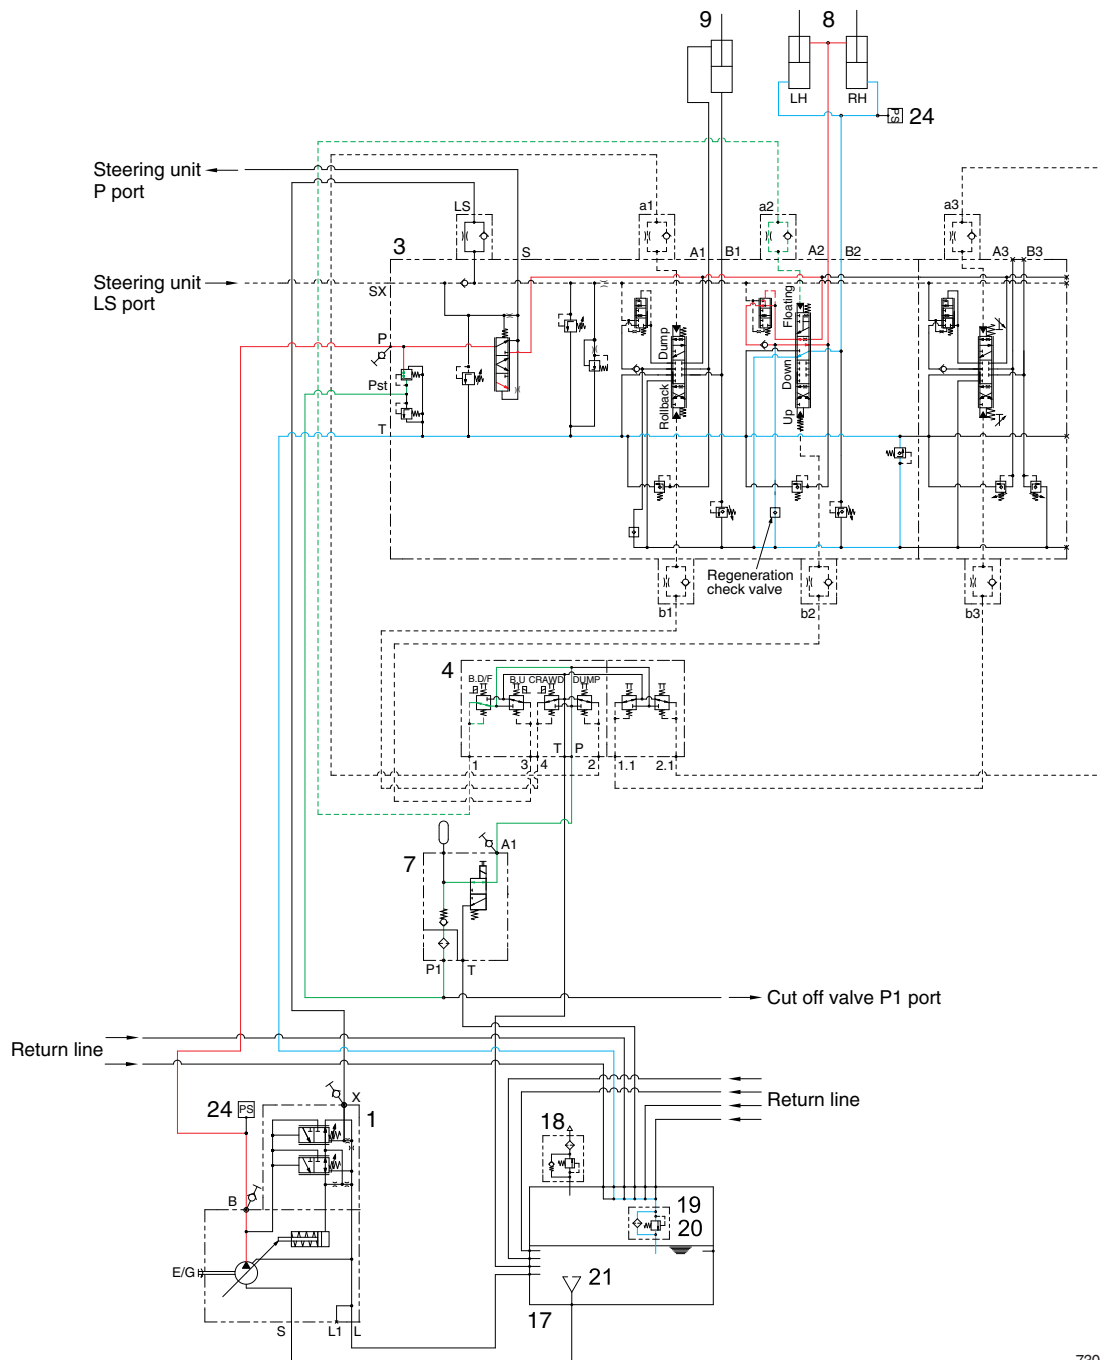 9
8
LH
RH
24
PS
Steering unit
P port
LS
a1
a2
a3
3
S
A1
B1
A2
B2
A3
B3
Steering unit
LS port
SX
P
Pst
T
Dump
Rollback
Floating
Down
Up
Regeneration
check valve
b1
b2
b3
4
B.D/F
B.U
CRAWD
DUMP
T
P
1
3
4
2
1.1
2.1
7
A1
P1
T
Cut off valve P1 port
Return line
24
PS
X
1
18
Return line
B
19
20
E/G
21
17
S
L1
L